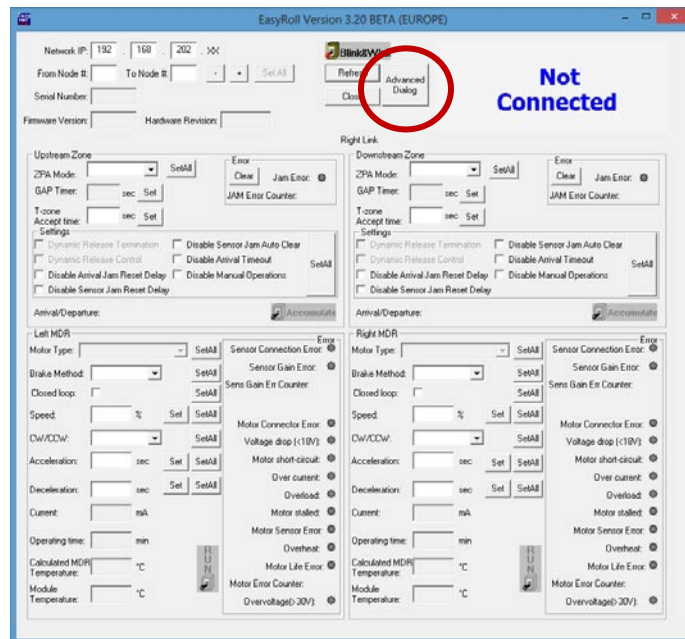 EasyRoll Version 3.20 BETA (EUROPE)
Network IP: 192 . 168 . 202 . XX
Blink&W
From Node #: To Node #: - + Set All
Refre
Advanced
Dialog
Clos
Not
Connected
Serial Number:
Firmware Version: Hardware Revision:
Right Link
Upstream Zone
ZPA Mode: SetAll
GAP Timer: sec Set
T-zone
Accept time: sec Set
Error
Clear Jam Error:
JAM Error Counter:
Settings
Dynamic Release Termination
Dynamic Release Control
Disable Arrival Jam Reset Delay
Disable Sensor Jam Reset Delay
Disable Sensor Jam Auto Clear
Disable Arrival Timeout
Disable Manual Operations
SetAll
Arrival/Departure: Accumulate
Downstream Zone
ZPA Mode: SetAll
GAP Timer: sec Set
T-zone
Accept time: sec Set
Error
Clear Jam Error:
JAM Error Counter:
Settings
Dynamic Release Termination
Dynamic Release Control
Disable Arrival Jam Reset Delay
Disable Sensor Jam Reset Delay
Disable Sensor Jam Auto Clear
Disable Arrival Timeout
Disable Manual Operations
SetAll
Arrival/Departure: Accumulate
Left MDR
Motor Type: SetAll
Brake Method: SetAll
Closed loop: SetAll
Speed: % Set SetAll
CW/CCW: SetAll
Acceleration: sec Set SetAll
Deceleration: sec Set SetAll
Current: mA
Operating time: min
Calculated MDR
Temperature: °C
Module
Temperature: °C
RUN
Error
Sensor Connection Error:
Sensor Gain Error:
Sens Gain Err Counter:
Motor Connector Error:
Voltage drop (<18V):
Motor short-circuit:
Over current:
Overload:
Motor stalled:
Motor Sensor Error:
Overheat:
Motor Life Error:
Motor Error Counter:
Overvoltage(>30V):
Right MDR
Motor Type: SetAll
Brake Method: SetAll
Closed loop: SetAll
Speed: % Set SetAll
CW/CCW: SetAll
Acceleration: sec Set SetAll
Deceleration: sec Set SetAll
Current: mA
Operating time: min
Calculated MDR
Temperature: °C
Module
Temperature: °C
RUN
Error
Sensor Connection Error:
Sensor Gain Error:
Sens Gain Err Counter:
Motor Connector Error:
Voltage drop (<18V):
Motor short-circuit:
Over current:
Overload:
Motor stalled:
Motor Sensor Error:
Overheat:
Motor Life Error:
Motor Error Counter:
Overvoltage(>30V):